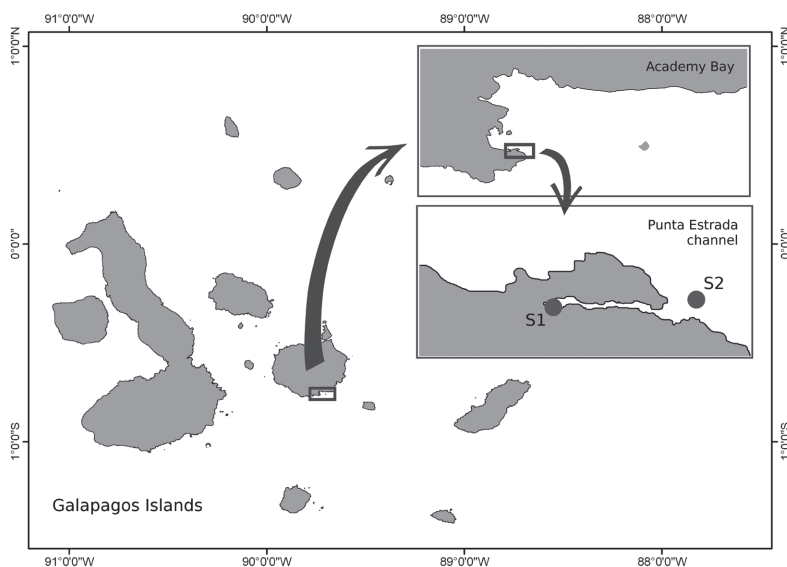 91°0'0"W 90°0'0"W 89°0'0"W 88°0'0"W
1°0'0"N 1°0'0"N
Academy Bay
Punta Estrada
channel
0°0'0" 0°0'0"
S2
S1
1°0'0"S 1°0'0"S
Galapagos Islands
91°0'0"W 90°0'0"W 89°0'0"W 88°0'0"W